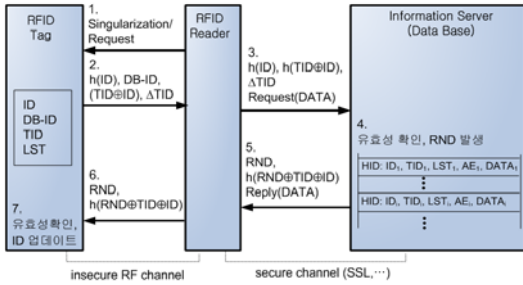 RFID
Tag
RFID
Reader
Information Server
(Data Base)
1.
Singularization/
Request
2.
h(ID), DB-ID,
(TID⊕ID), ΔTID
3.
h(ID), h(TID⊕ID),
ΔTID
Request(DATA)
ID
DB-ID
TID
LST
4.
유효성 확인, RND 발생
HID: ID₁, TID₁, LST₁, AE₁, DATA₁
⋮
HID: IDᵢ, TIDᵢ, LSTᵢ, AEᵢ, DATAᵢ
⋮
5.
RND,
h(RND⊕TID⊕ID)
Reply(DATA)
6.
RND,
h(RND⊕TID⊕ID)
7.
유효성확인,
ID 업데이트
insecure RF channel
secure channel (SSL,⋯)